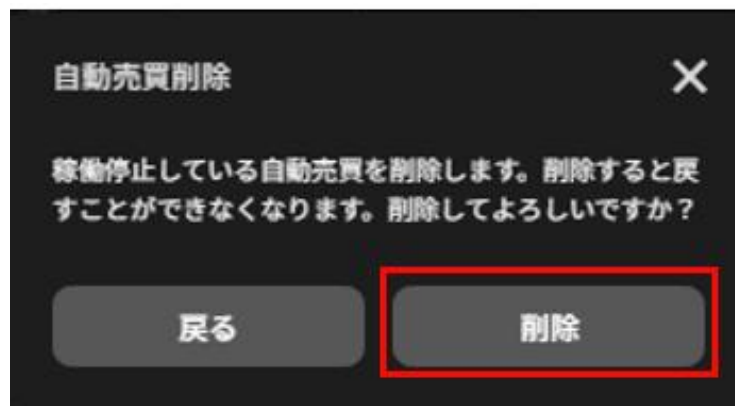 自動売買削除
稼働停止している自動売買を削除します。削除すると戻
すことができなくなります。削除してよろしいですか？
戻る
削除